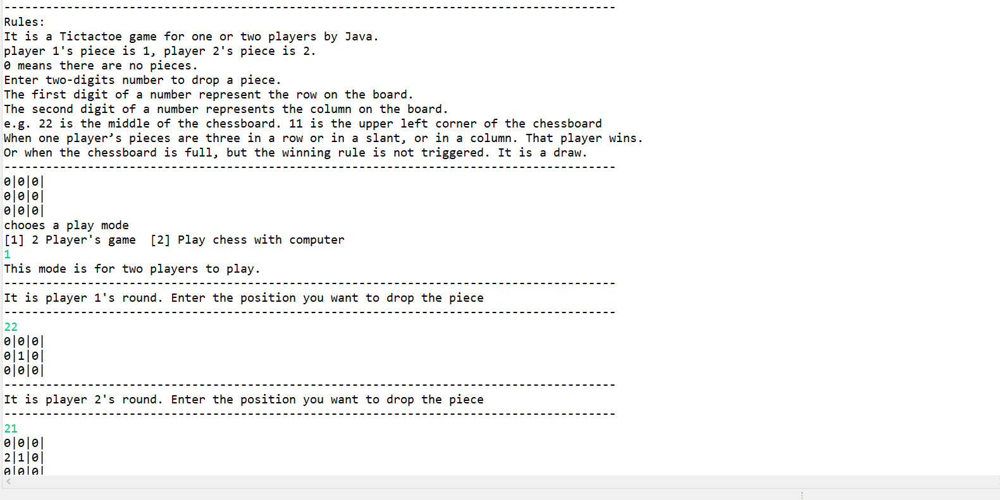 ----------------------------------------------------------------------------------------
Rules:
It is a Tictactoe game for one or two players by Java.
player 1's piece is 1, player 2's piece is 2.
0 means there are no pieces.
Enter two-digits number to drop a piece.
The first digit of a number represent the row on the board.
The second digit of a number represents the column on the board.
e.g. 22 is the middle of the chessboard. 11 is the upper left corner of the chessboard
When one player’s pieces are three in a row or in a slant, or in a column. That player wins.
Or when the chessboard is full, but the winning rule is not triggered. It is a draw.
----------------------------------------------------------------------------------------
0|0|0|
0|0|0|
0|0|0|
chooes a play mode
[1] 2 Player's game  [2] Play chess with computer
1
This mode is for two players to play.
----------------------------------------------------------------------------------------
It is player 1's round. Enter the position you want to drop the piece
----------------------------------------------------------------------------------------
22
0|0|0|
0|1|0|
0|0|0|
----------------------------------------------------------------------------------------
It is player 2's round. Enter the position you want to drop the piece
----------------------------------------------------------------------------------------
21
0|0|0|
2|1|0|
0|0|0|